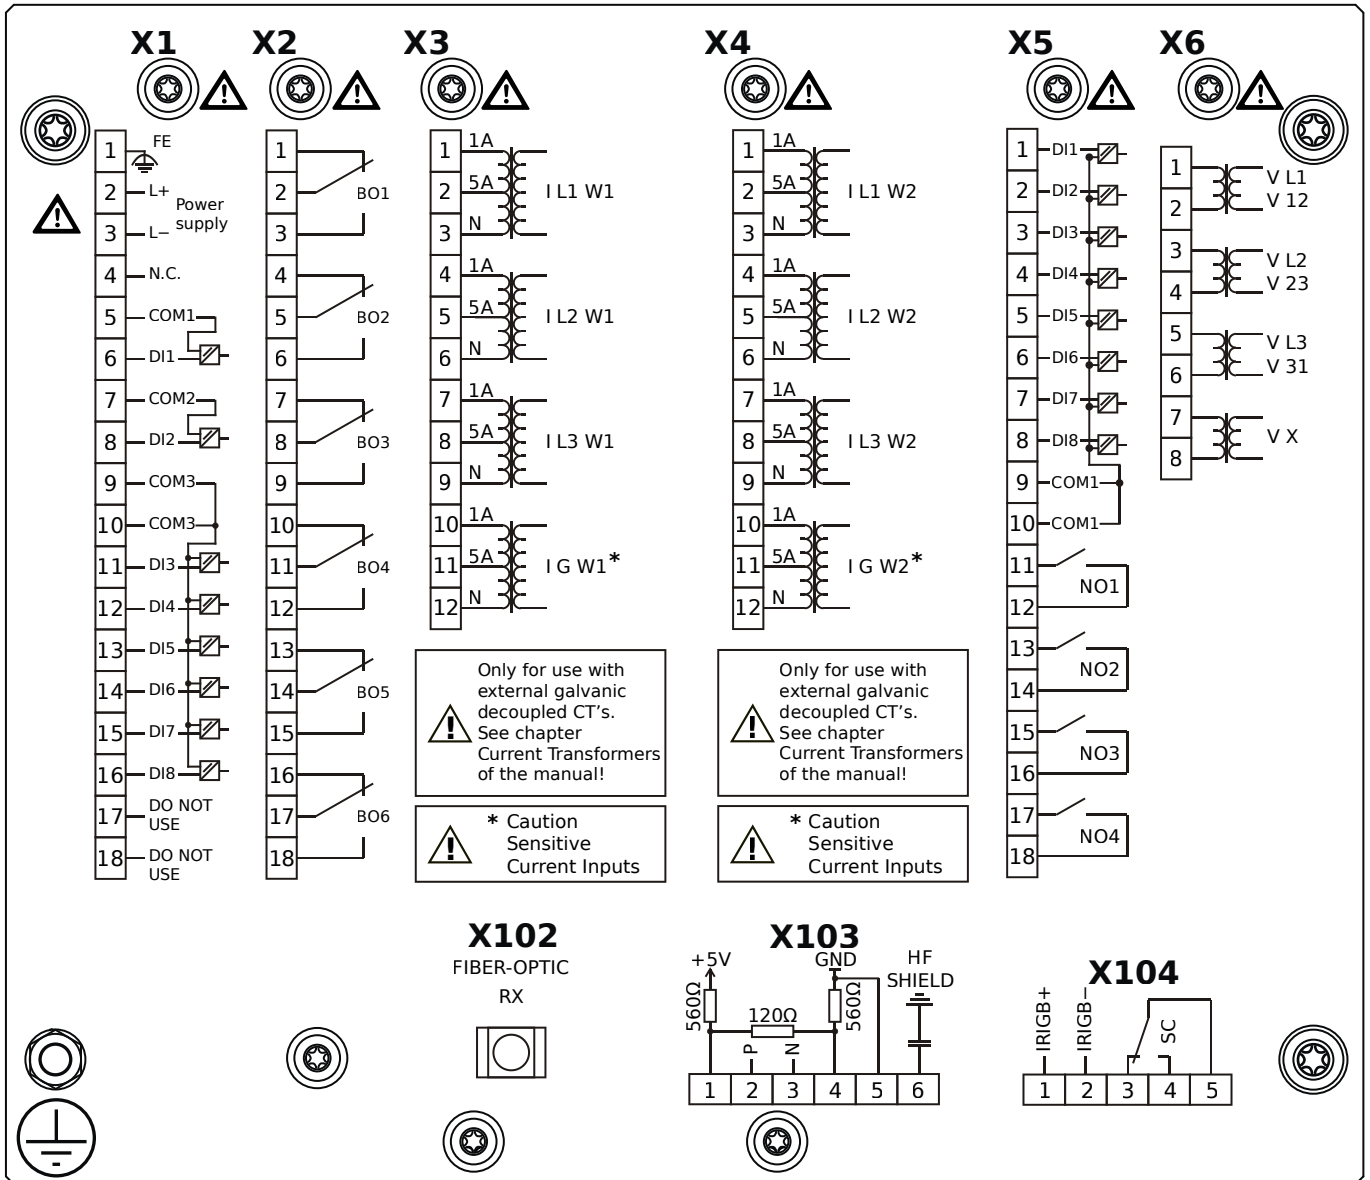 X1
X2
X3
X4
X5
X6
1 FE
2 L+
Power
supply
3 L−
4 N.C.
5 COM1
6 DI1
7 COM2
8 DI2
9 COM3
10 COM3
11 DI3
12 DI4
13 DI5
14 DI6
15 DI7
16 DI8
17 DO NOT
USE
18 DO NOT
USE
1
2 BO1
3
4
5 BO2
6
7
8 BO3
9
10
11 BO4
12
13
14 BO5
15
16
17 BO6
18
1 1A
2 5A I L1 W1
3 N
4 1A
5 5A I L2 W1
6 N
7 1A
8 5A I L3 W1
9 N
10 1A
11 5A I G W1*
12 N
Only for use with
external galvanic
decoupled CT's.
See chapter
Current Transformers
of the manual!
* Caution
Sensitive
Current Inputs
1 1A
2 5A I L1 W2
3 N
4 1A
5 5A I L2 W2
6 N
7 1A
8 5A I L3 W2
9 N
10 1A
11 5A I G W2*
12 N
Only for use with
external galvanic
decoupled CT's.
See chapter
Current Transformers
of the manual!
* Caution
Sensitive
Current Inputs
1 DI1
2 DI2
3 DI3
4 DI4
5 DI5
6 DI6
7 DI7
8 DI8
9 COM1
10 COM1
11
NO1
12
13
NO2
14
15
NO3
16
17
NO4
18
1 V L1
2 V 12
3 V L2
4 V 23
5 V L3
6 V 31
7
V X
8
X102
FIBER-OPTIC
RX
X103
+5V GND HF
SHIELD
560Ω 120Ω 560Ω
P N
1 2 3 4 5 6
X104
IRIGB+ IRIGB− SC
1 2 3 4 5